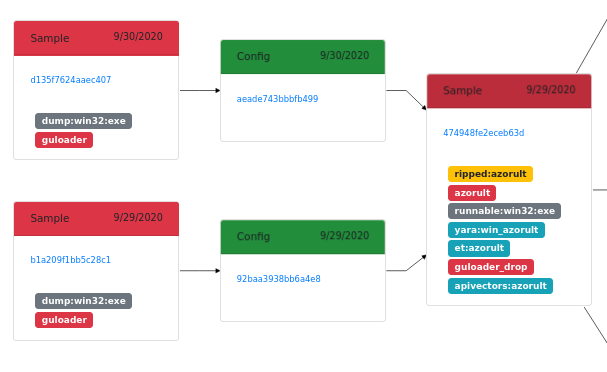 Sample 9/30/2020
d135f7624aaec407
dump:win32:exe
guloader
Config 9/30/2020
aeade743bbbfb499
Sample 9/29/2020
b1a209f1bb5c28c1
dump:win32:exe
guloader
Config 9/29/2020
92baa3938bb6a4e8
Sample 9/29/2020
474948fe2eceb63d
ripped:azorult
azorult
runnable:win32:exe
yara:win_azorult
et:azorult
guloader_drop
apivectors:azorult